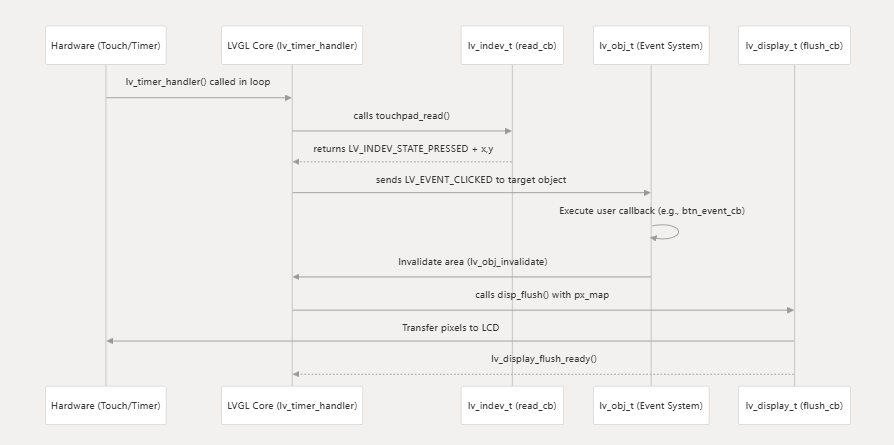 Hardware (Touch/Timer)
LVGL Core (lv_timer_handler)
lv_indev_t (read_cb)
lv_obj_t (Event System)
lv_display_t (flush_cb)
lv_timer_handler() called in loop
calls touchpad_read()
returns LV_INDEV_STATE_PRESSED + x,y
sends LV_EVENT_CLICKED to target object
Execute user callback (e.g., btn_event_cb)
Invalidate area (lv_obj_invalidate)
calls disp_flush() with px_map
Transfer pixels to LCD
lv_display_flush_ready()
Hardware (Touch/Timer)
LVGL Core (lv_timer_handler)
lv_indev_t (read_cb)
lv_obj_t (Event System)
lv_display_t (flush_cb)